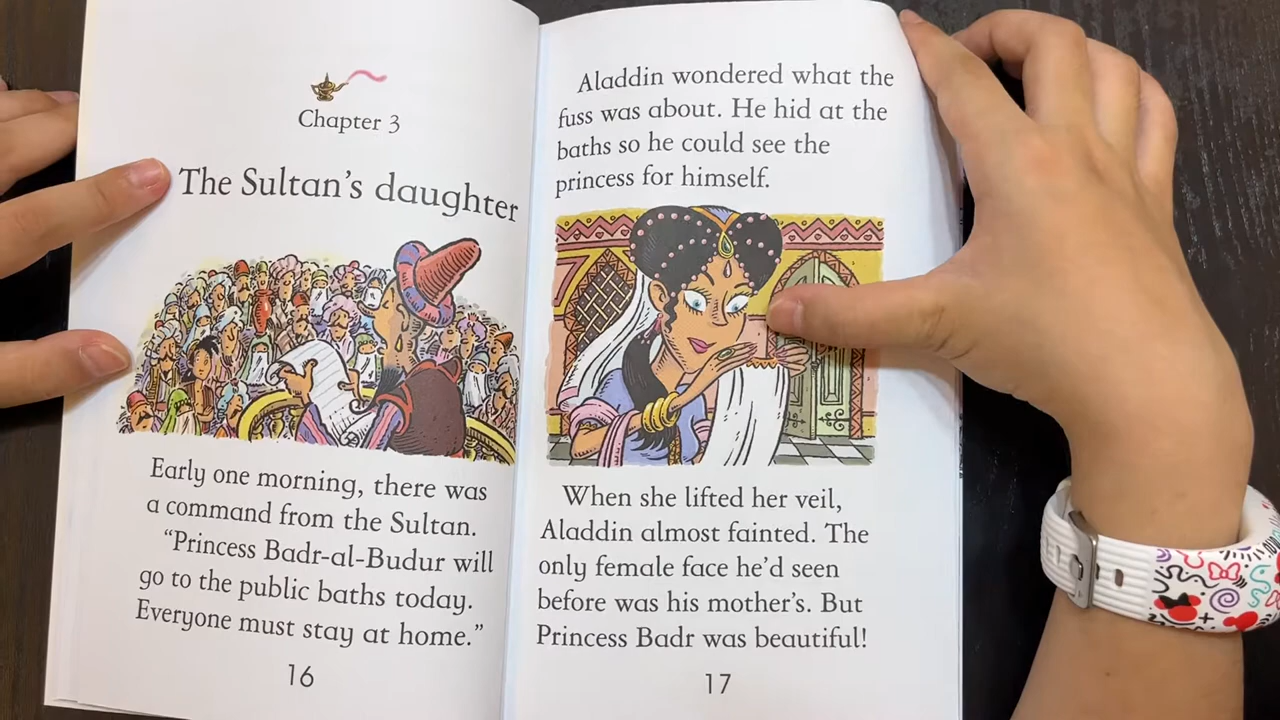 Chapter 3
The Sultan's daughter
Early one morning, there was
a command from the Sultan.
“Princess Badr-al-Budur will
go to the public baths today.
Everyone must stay at home.”
16
Aladdin wondered what the
fuss was about. He hid at the
baths so he could see the
princess for himself.
When she lifted her veil,
Aladdin almost fainted. The
only female face he'd seen
before was his mother's. But
Princess Badr was beautiful!
17